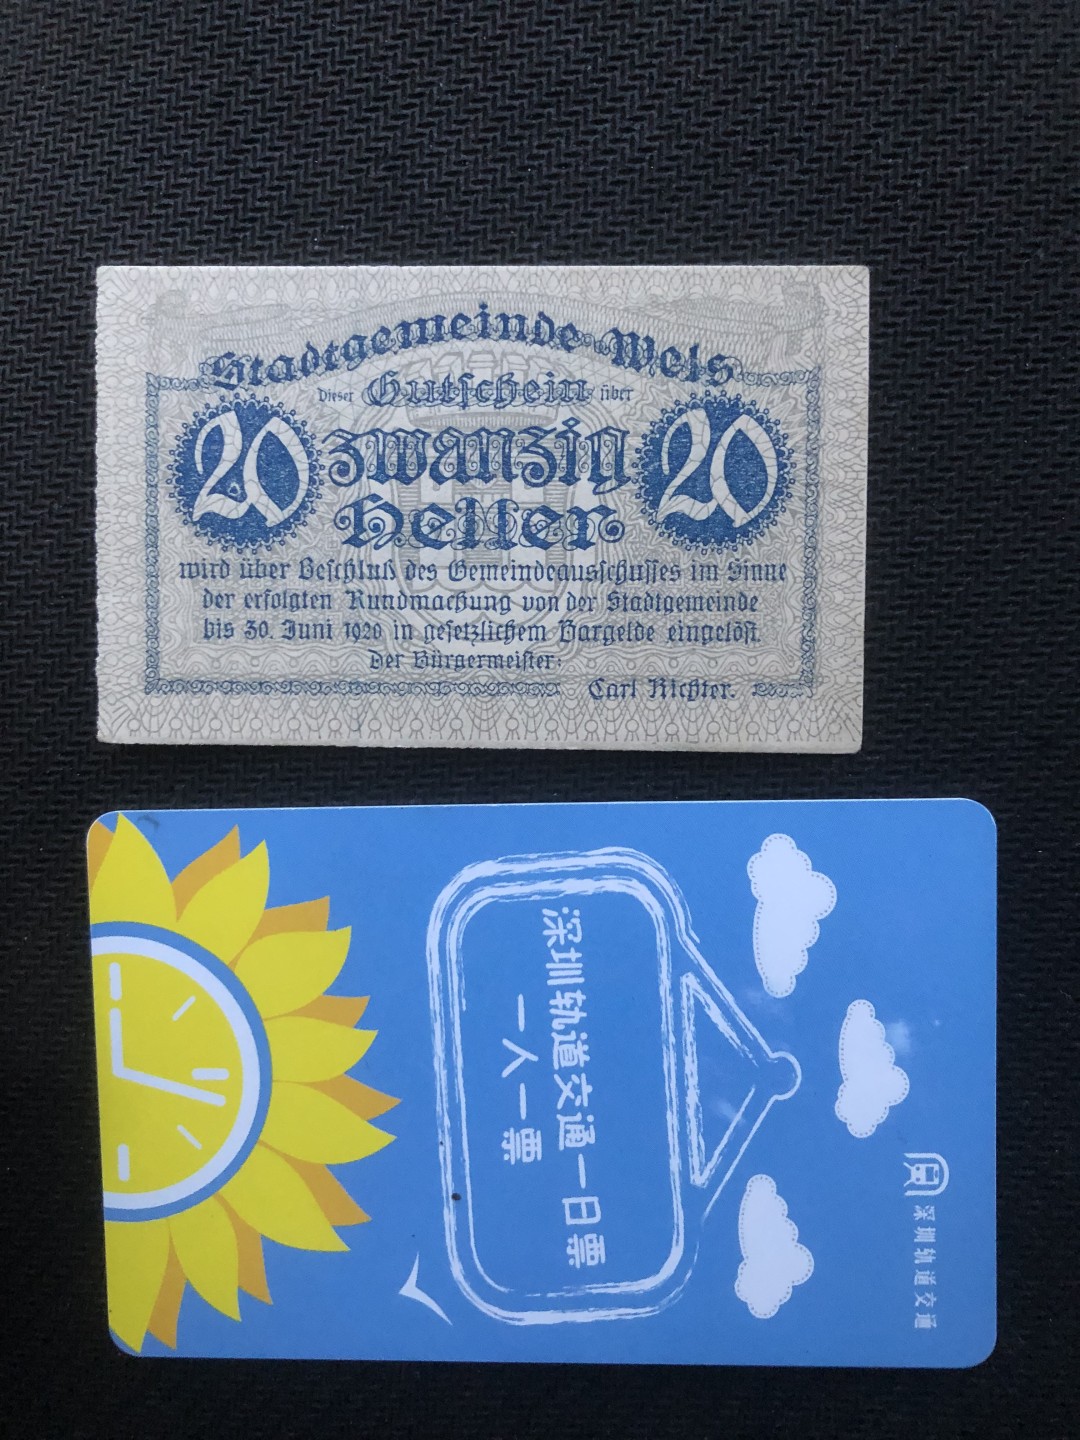 Stadtgemeinde Wels
Dieser Gutschein über
20 zwanzig 20
Heller
wird über Beschluß des Gemeindeausschusses im Sinne
der erfolgten Kundmachung von der Stadtgemeinde
bis 30. Juni 1920 in gesetzlichem Bargelde eingelöst.
Der Bürgermeister:
Carl Richter.
深圳轨道交通
深圳轨道交通一日票
一人一票